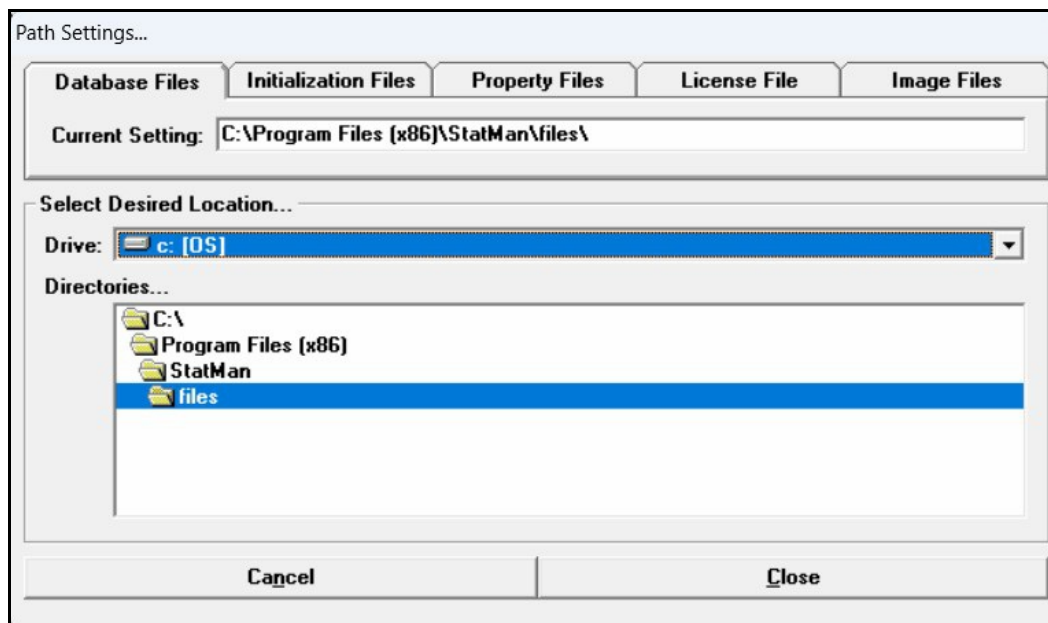 Path Settings...
Database Files Initialization Files Property Files License File Image Files
Current Setting: C:\Program Files (x86)\StatMan\files\
Select Desired Location...
Drive: c: [OS]
Directories...
C:\
Program Files (x86)
StatMan
files
Cancel Close